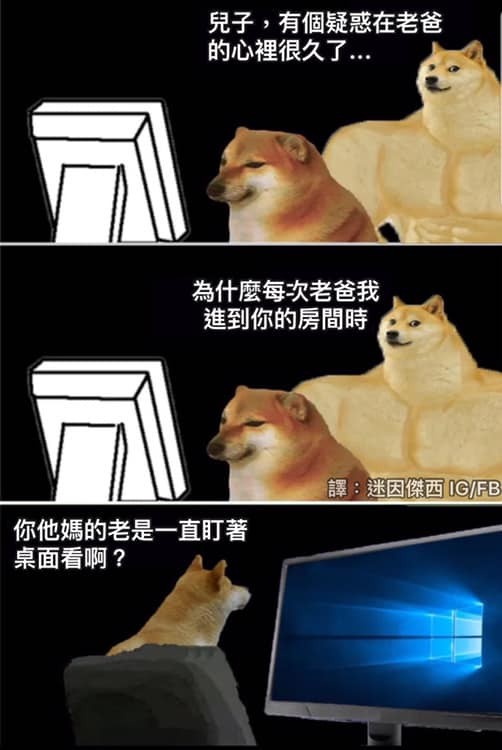 兒子，有個疑惑在老爸
的心裡很久了...
為什麼每次老爸我
進到你的房間時
譯：迷因傑西 IG/FB
你他媽的老是一直盯著
桌面看啊？